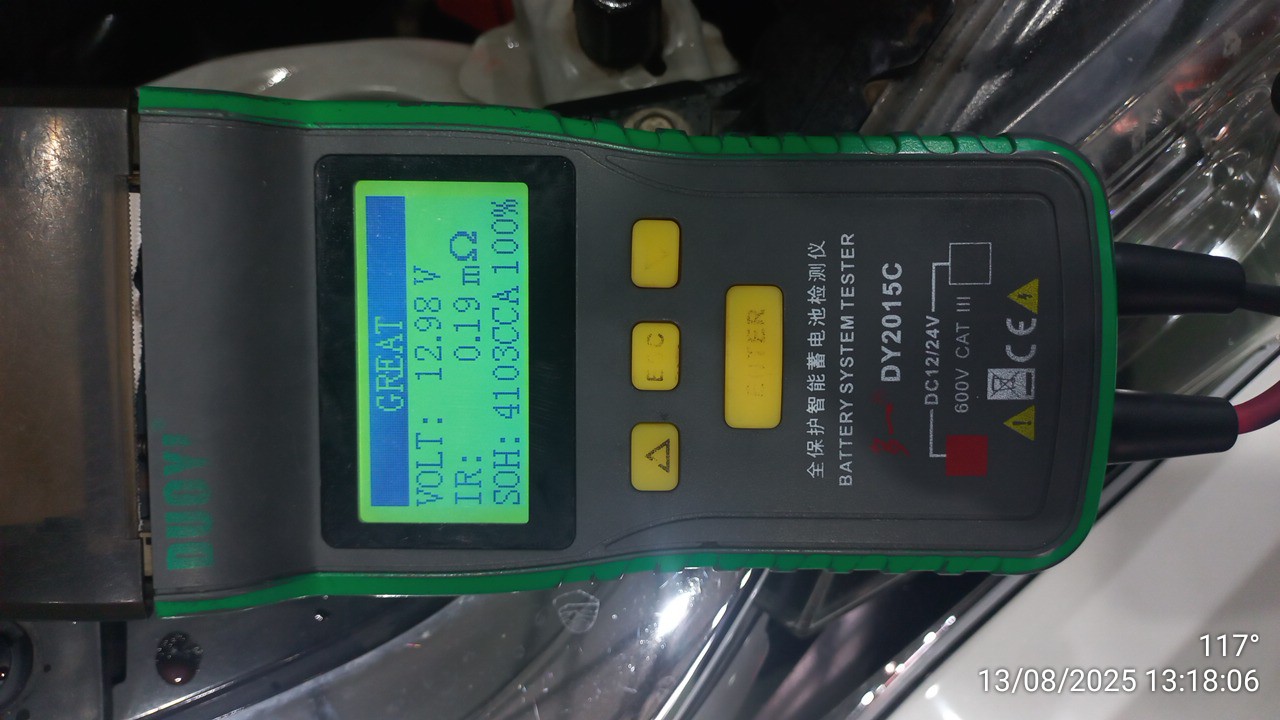 DUOYI
GREAT
VOLT: 12.98 V
IR: 0.19 mΩ
SOH: 4103CCA 100%
ESC
ENTER
全保护智能蓄电池检测仪
BATTERY SYSTEM TESTER
DY2015C
DC12/24V
600V CAT III
CE
117°
13/08/2025 13:18:06